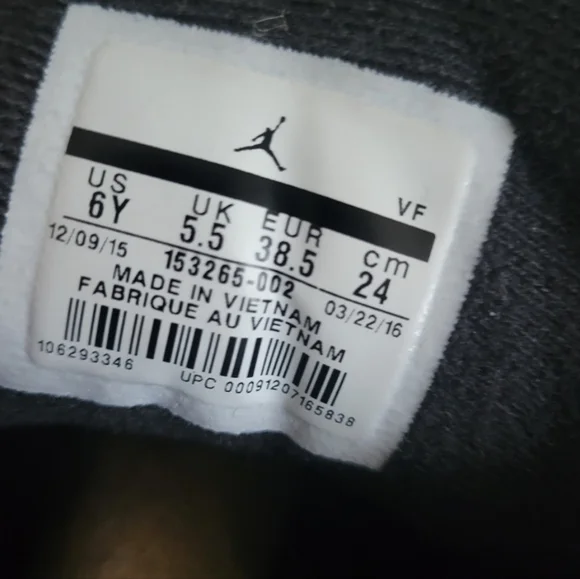 VF
US UK EUR cm
6Y 5.5 38.5 24
12/09/15 153265-002 03/22/16
MADE IN VIETNAM
FABRIQUE AU VIETNAM
106293346 UPC 00091207165838